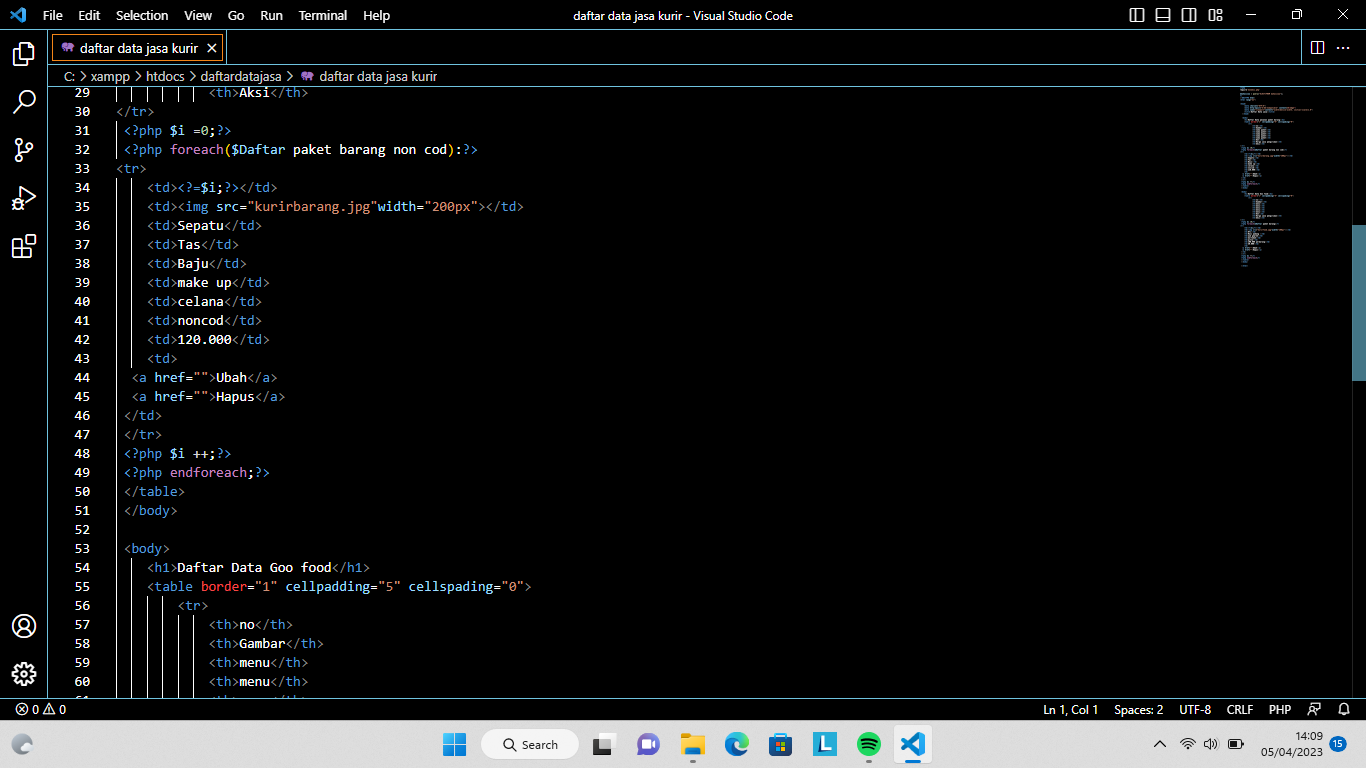 File Edit Selection View Go Run Terminal Help
daftar data jasa kurir - Visual Studio Code
daftar data jasa kurir
C: > xampp > htdocs > daftardatajasa > daftar data jasa kurir
29 <th>Aksi</th>
30 </tr>
31 <?php $i =0;?>
32 <?php foreach($Daftar paket barang non cod):?>
33 <tr>
34 <td><?=$i;?></td>
35 <td><img src="kurirbarang.jpg"width="200px"></td>
36 <td>Sepatu</td>
37 <td>Tas</td>
38 <td>Baju</td>
39 <td>make up</td>
40 <td>celana</td>
41 <td>noncod</td>
42 <td>120.000</td>
43 <td>
44 <a href="">Ubah</a>
45 <a href="">Hapus</a>
46 </td>
47 </tr>
48 <?php $i ++;?>
49 <?php endforeach;?>
50 </table>
51 </body>
52
53 <body>
54 <h1>Daftar Data Goo food</h1>
55 <table border="1" cellpadding="5" cellspading="0">
56 <tr>
57 <th>no</th>
58 <th>Gambar</th>
59 <th>menu</th>
60 <th>menu</th>
0 0
Ln 1, Col 1 Spaces: 2 UTF-8 CRLF PHP
Search
14:09
05/04/2023
15